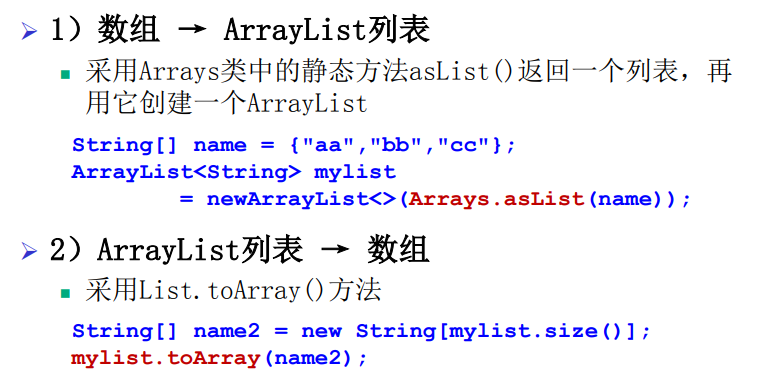 1）数组 → ArrayList列表
采用Arrays类中的静态方法asList()返回一个列表，再
用它创建一个ArrayList
String[] name = {"aa","bb","cc"};
ArrayList<String> mylist
= newArrayList<>(Arrays.asList(name));
2）ArrayList列表 → 数组
采用List.toArray()方法
String[] name2 = new String[mylist.size()];
mylist.toArray(name2);